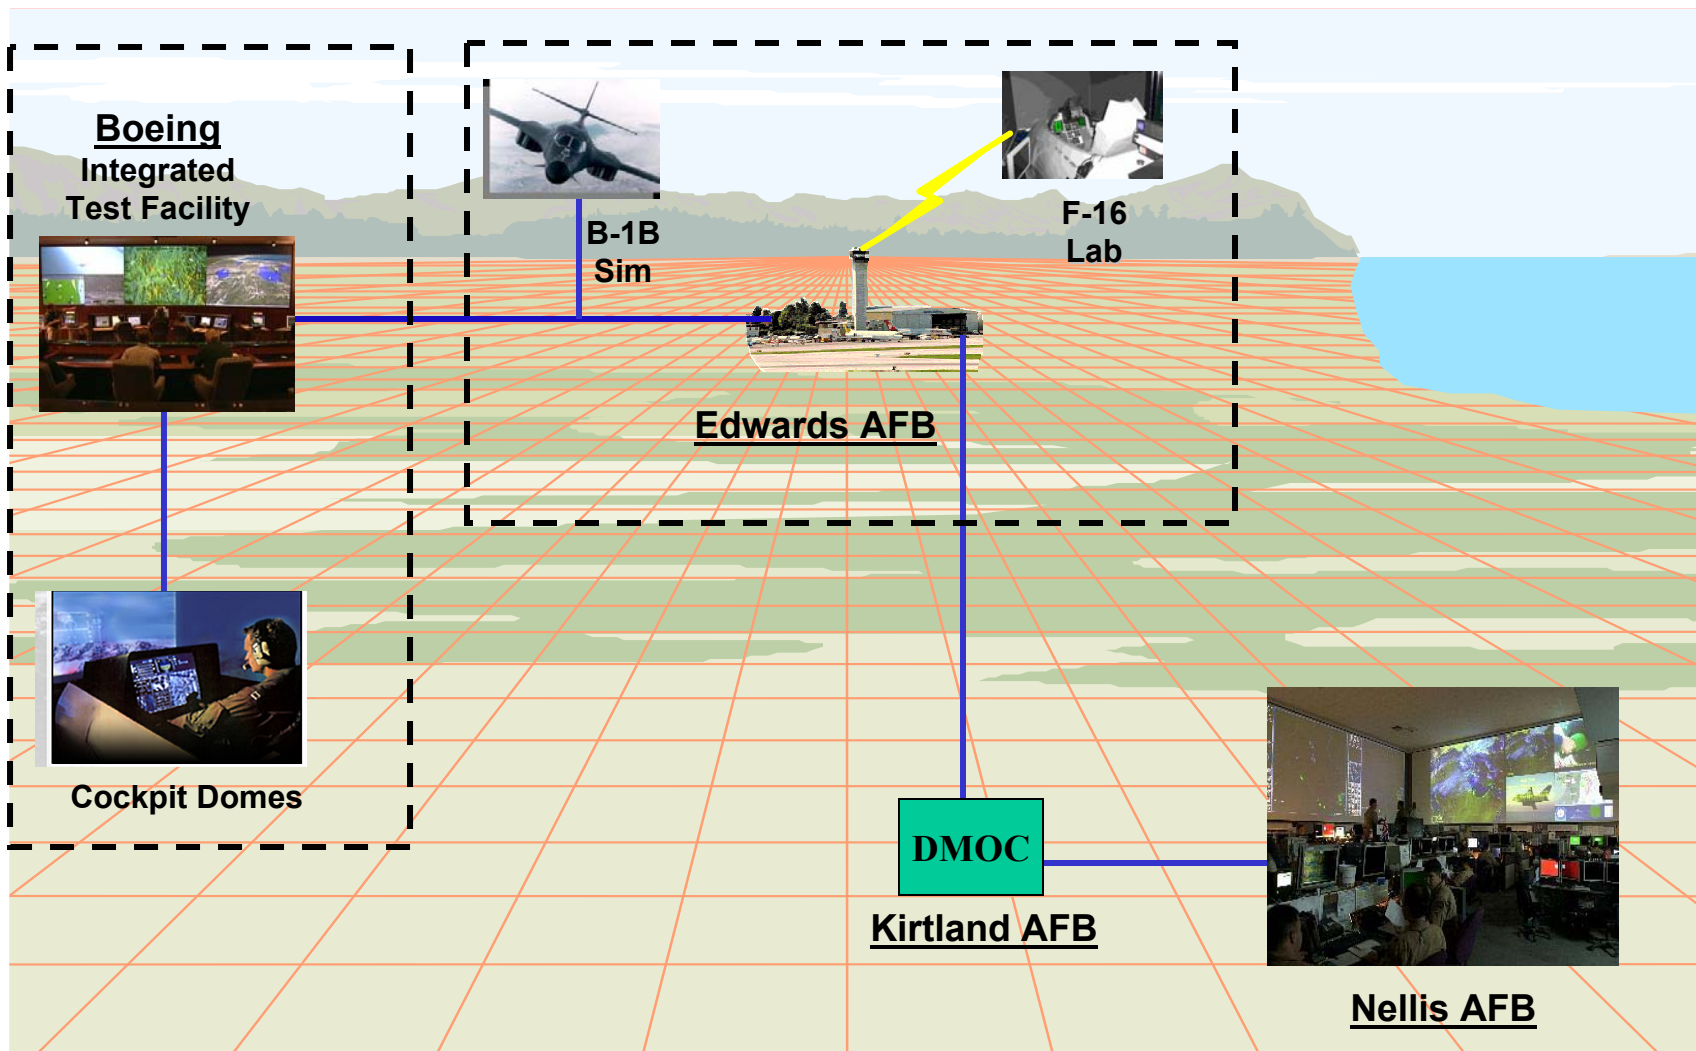 Boeing
Integrated
Test Facility
Cockpit Domes
B-1B
Sim
F-16
Lab
Edwards AFB
DMOC
Kirtland AFB
Nellis AFB